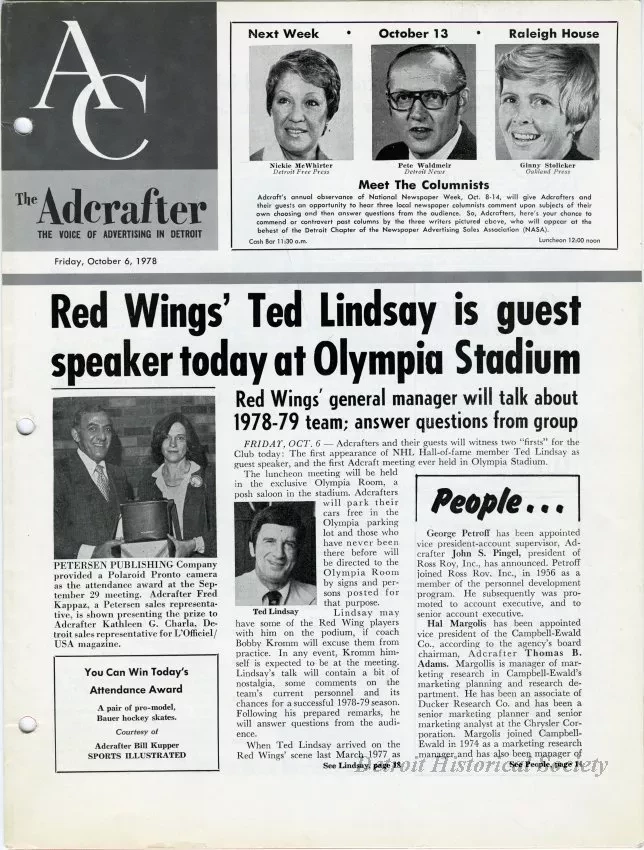 AC
The Adcrafter
THE VOICE OF ADVERTISING IN DETROIT
Friday, October 6, 1978
Next Week • October 13 • Raleigh House
Nickie McWhirter
Detroit Free Press
Pete Waldmeir
Detroit News
Ginny Stolicker
Oakland Press
Meet The Columnists
Adcraft's annual observance of National Newspaper Week, Oct. 8-14, will give Adcrafters and
their guests an opportunity to hear three local newspaper columnists comment upon subjects of their
own choosing and then answer questions from the audience. So, Adcrafters, here's your chance to
commend or controvert past columns by the three writers pictured above, who will appear at the
behest of the Detroit Chapter of the Newspaper Advertising Sales Association (NASA).
Cash Bar 11:30 a.m. Luncheon 12:00 noon
Red Wings' Ted Lindsay is guest
speaker today at Olympia Stadium
PETERSEN PUBLISHING Company
provided a Polaroid Pronto camera
as the attendance award at the Sep-
tember 29 meeting. Adcrafter Fred
Kappaz, a Petersen sales representa-
tive, is shown presenting the prize to
Adcrafter Kathleen G. Charla, De-
troit sales representative for L'Officiel/
USA magazine.
You Can Win Today's
Attendance Award
A pair of pro-model,
Bauer hockey skates.
Courtesy of
Adcrafter Bill Kupper
SPORTS ILLUSTRATED
Red Wings' general manager will talk about
1978-79 team; answer questions from group
FRIDAY, OCT. 6 — Adcrafters and their guests will witness two "firsts" for the
Club today: The first appearance of NHL Hall-of-fame member Ted Lindsay as
guest speaker, and the first Adcraft meeting ever held in Olympia Stadium.
The luncheon meeting will be held
in the exclusive Olympia Room, a
posh saloon in the stadium. Adcrafters
will park their
cars free in the
Olympia parking
lot and those who
have never been
there before will
be directed to the
Olympia Room
by signs and per-
sons posted for
that purpose.
Ted Lindsay
Lindsay may
have some of the Red Wing players
with him on the podium, if coach
Bobby Kromm will excuse them from
practice. In any event, Kromm him-
self is expected to be at the meeting.
Lindsay's talk will contain a bit of
nostalgia, some comments on the
team's current personnel and its
chances for a successful 1978-79 season.
Following his prepared remarks, he
will answer questions from the audi-
ence.
When Ted Lindsay arrived on the
Red Wings' scene last March 1977 as
See Lindsay, page 18
People...
George Petroff has been appointed
vice president-account supervisor, Ad-
crafter John S. Pingel, president of
Ross Roy, Inc., has announced. Petroff
joined Ross Roy, Inc., in 1956 as a
member of the personnel development
program. He subsequently was pro-
moted to account executive, and to
senior account executive.
Hal Margolis has been appointed
vice president of the Campbell-Ewald
Co., according to the agency's board
chairman, Adcrafter Thomas B.
Adams. Margollis is manager of mar-
keting research in Campbell-Ewald's
marketing planning and research de-
partment. He has been an associate of
Ducker Research Co. and has been a
senior marketing planner and senior
marketing analyst at the Chrysler Cor-
poration. Margolis joined Campbell-
Ewald in 1974 as a marketing research
manager and has also been manager of
See People, page
Detroit Historical Society